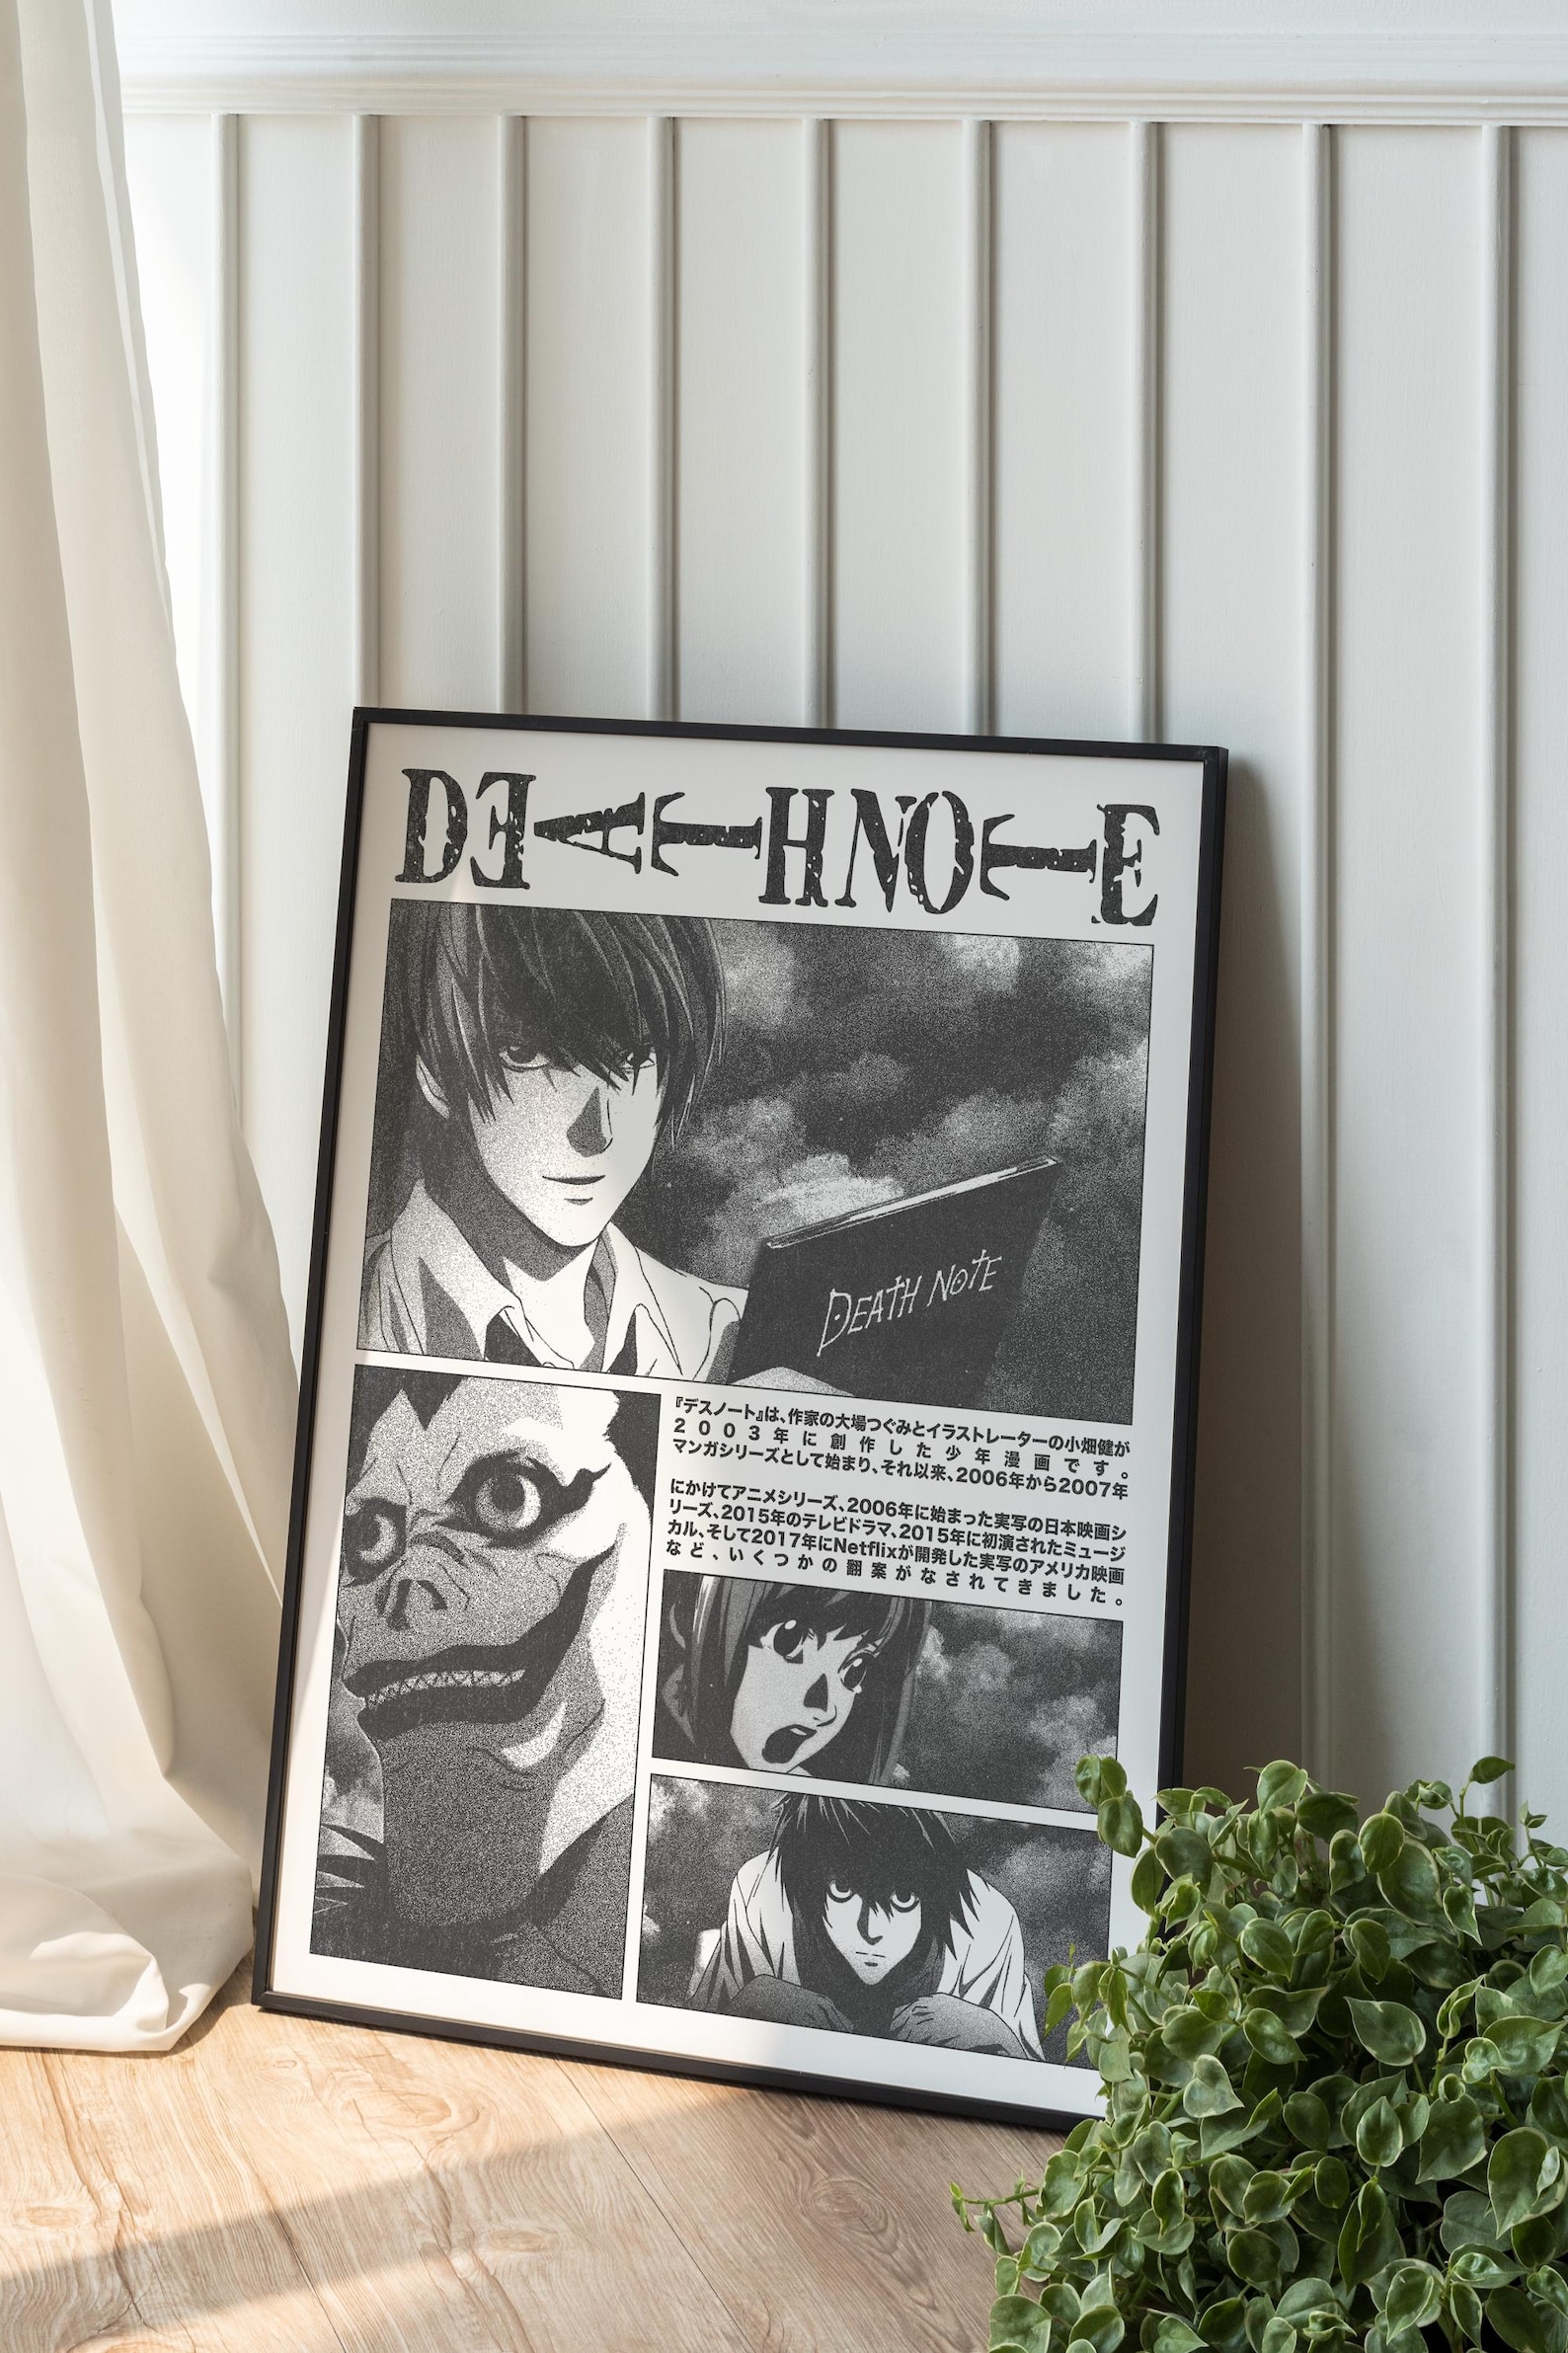 DEATHNOTE
DEATH NOTE
『デスノート』は、作家の大場つぐみとイラストレーターの小畑健が
2003年に創作した少年漫画です。
マンガシリーズとして始まり、それ以来、2006年から2007年
にかけてアニメシリーズ、2006年に始まった実写の日本映画シ
リーズ、2015年のテレビドラマ、2015年に初演されたミュージ
カル、そして2017年にNetflixが開発した実写のアメリカ映画
など、いくつかの翻案がなされてきました。